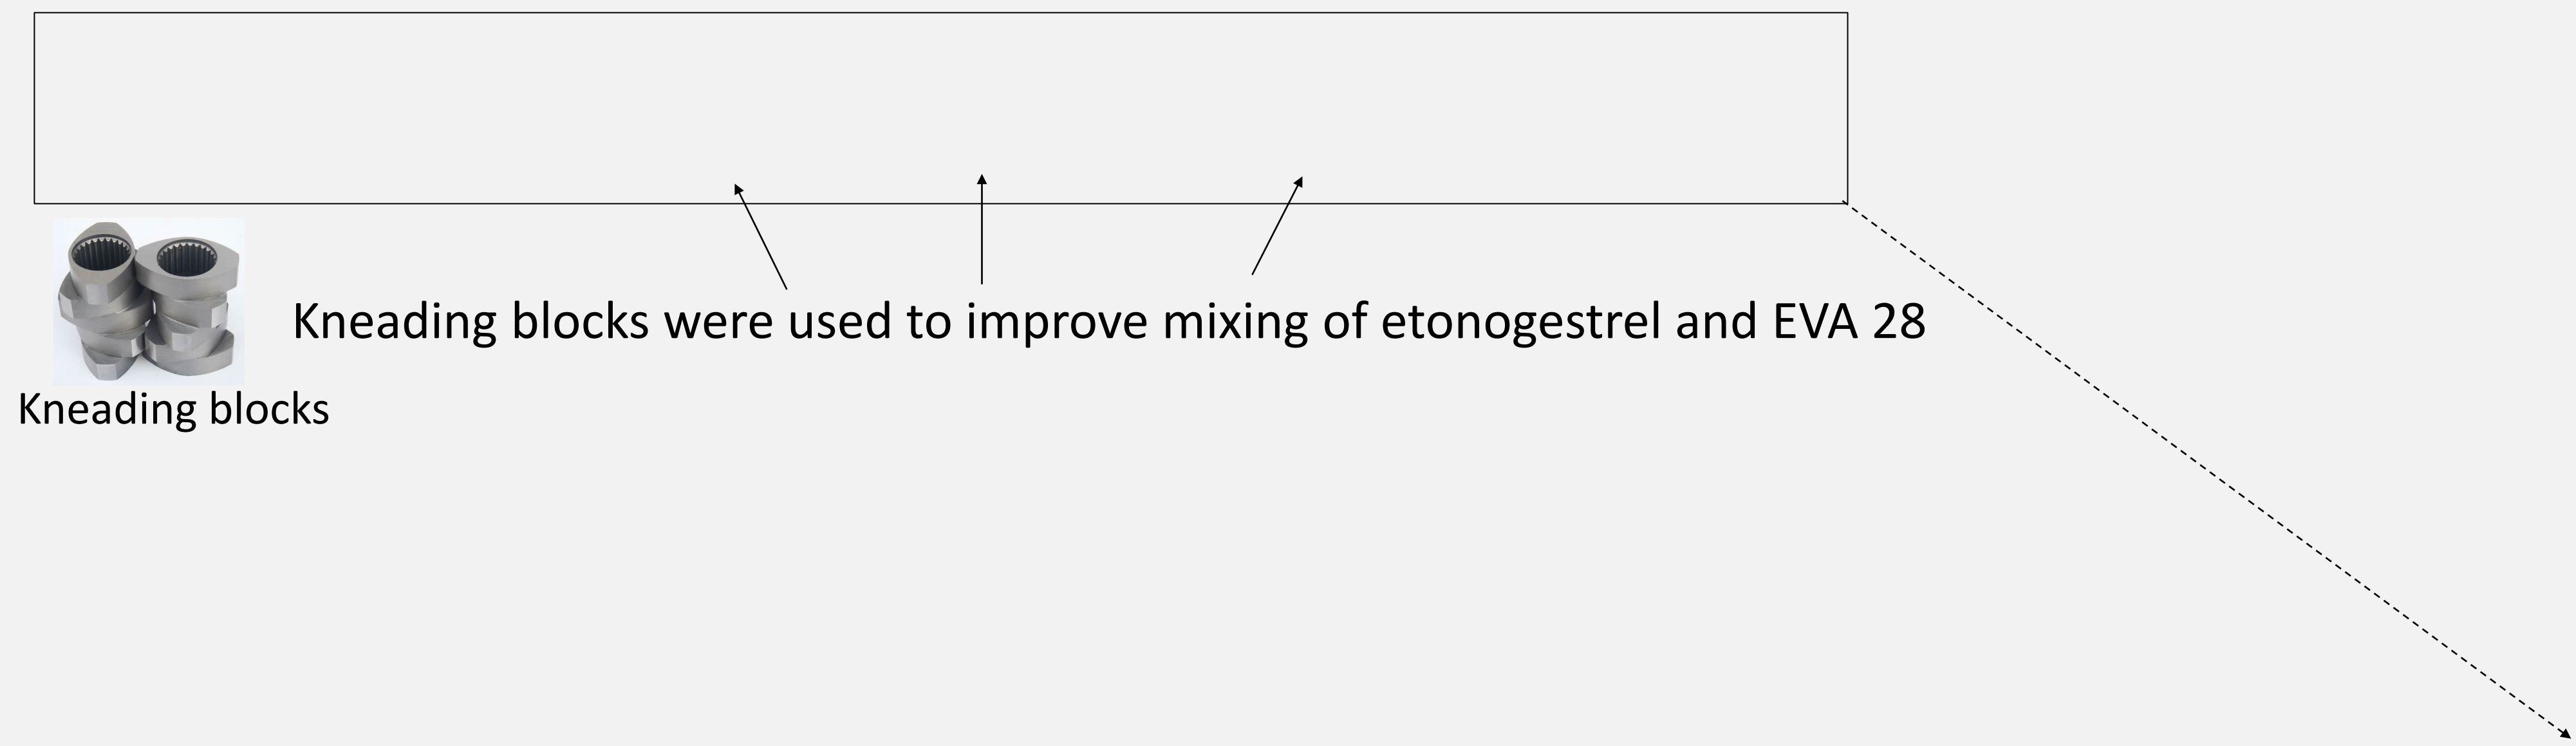 Kneading blocks were used to improve mixing of etonogestrel and EVA 28
Kneading blocks